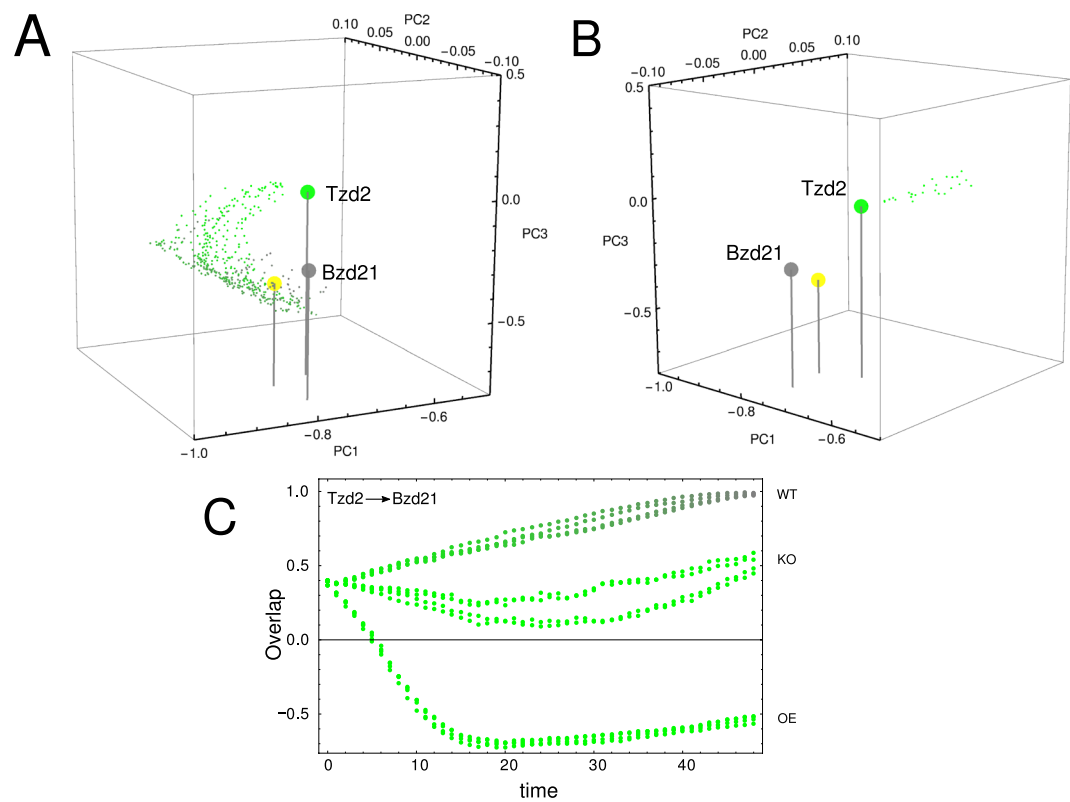 A
PC2
0.10 0.05 0.00 −0.05 −0.10
0.5
Tzd2
0.0
PC3
Bzd21
−0.5
−0.6
−0.8
−1.0
PC1
B
PC2
−0.10 −0.05 0.00 0.05 0.10
0.5
Tzd2
0.0
PC3
Bzd21
−0.5
−1.0
−0.8
PC1
−0.6
C
Tzd2 → Bzd21
1.0
WT
0.5
KO
Overlap
0.0
−0.5
OE
0 10 20 30 40
time